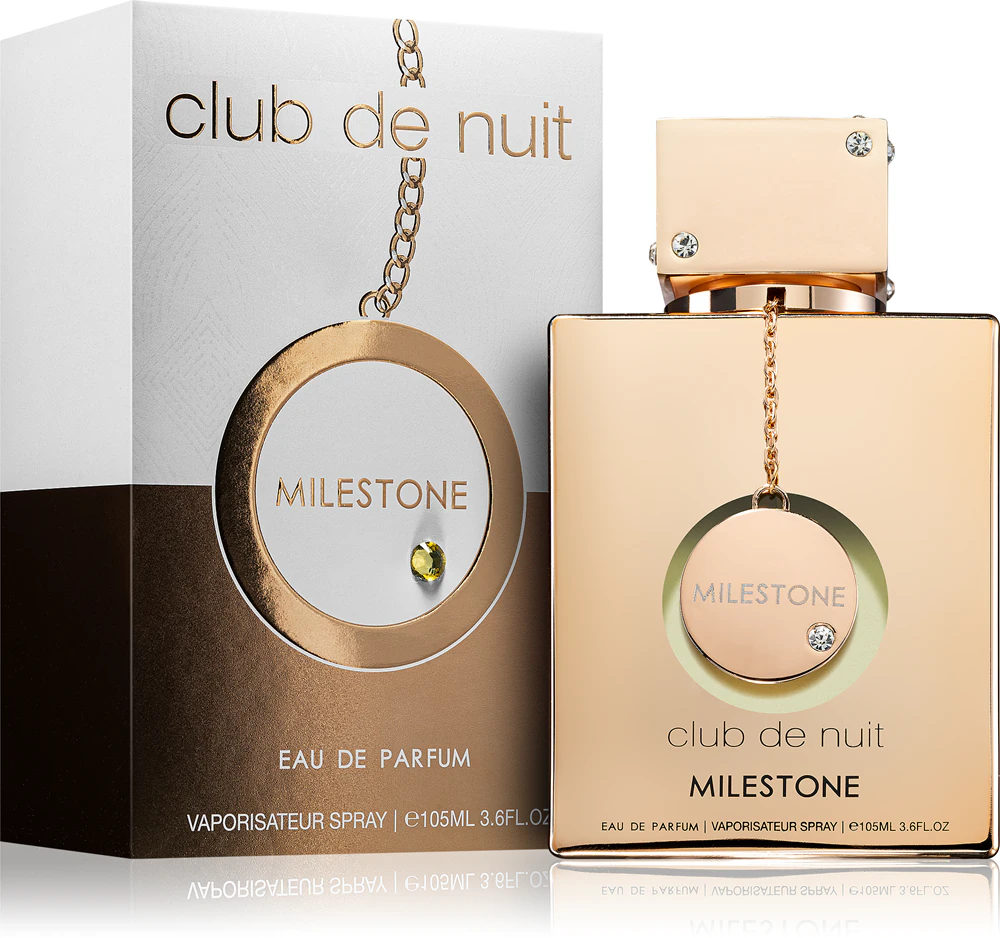 club de nuit
MILESTONE
EAU DE PARFUM
VAPORISATEUR SPRAY | ℮105ML 3.6FL.OZ
MILESTONE
club de nuit
MILESTONE
EAU DE PARFUM | VAPORISATEUR SPRAY | ℮105ML 3.6FL.OZ